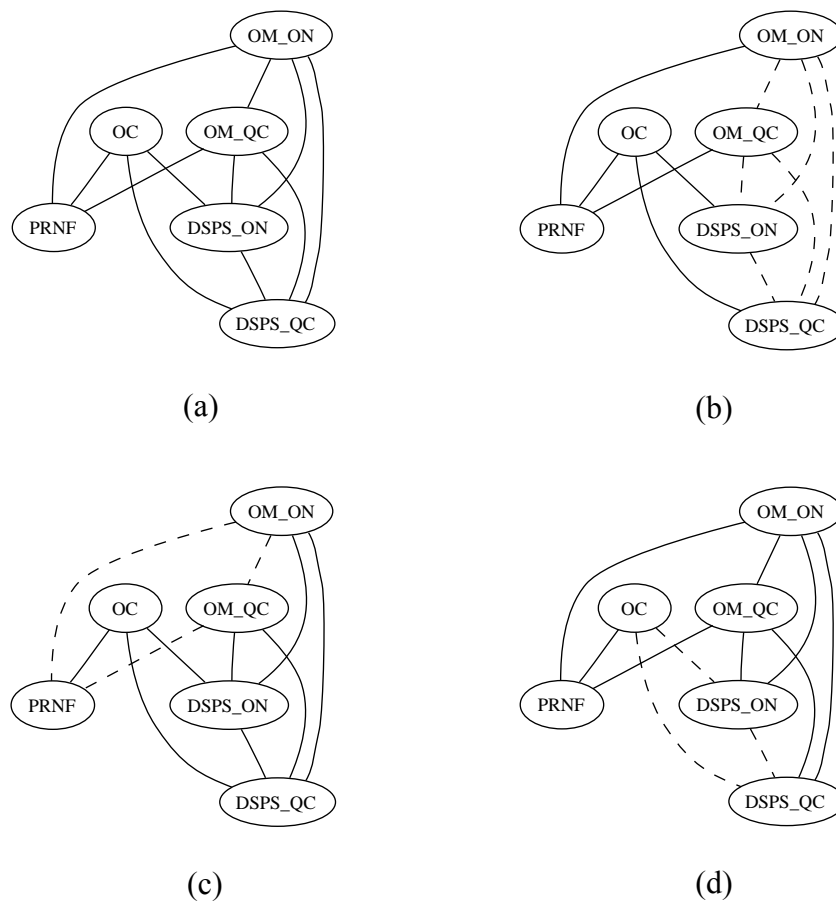 OM_ON
OC
OM_QC
PRNF
DSPS_ON
DSPS_QC
(a)
OM_ON
OC
OM_QC
PRNF
DSPS_ON
DSPS_QC
(b)
OM_ON
OC
OM_QC
PRNF
DSPS_ON
DSPS_QC
(c)
OM_ON
OC
OM_QC
PRNF
DSPS_ON
DSPS_QC
(d)